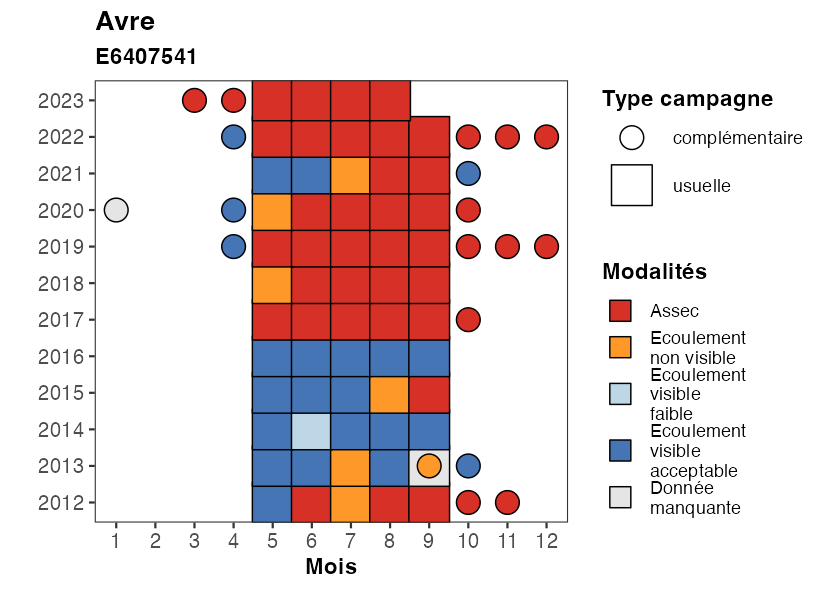 Avre
E6407541
2023
2022
2021
2020
2019
2018
2017
2016
2015
2014
2013
2012
1 2 3 4 5 6 7 8 9 10 11 12
Mois
Type campagne
complémentaire
usuelle
Modalités
Assec
Ecoulement
non visible
Ecoulement
visible
faible
Ecoulement
visible
acceptable
Donnée
manquante